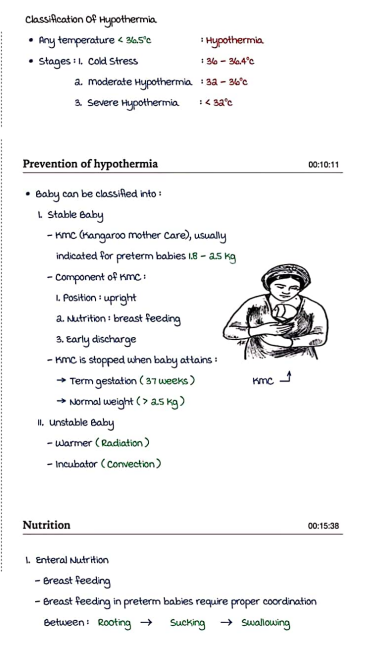 Classification Of Hypothermia
• Any temperature < 36.5°c : Hypothermia
• Stages : 1. Cold Stress : 36 - 36.4°c
2. moderate Hypothermia : 32 - 36°c
3. Severe Hypothermia : < 32°c
Prevention of hypothermia 00:10:11
• Baby can be classified into :
I. Stable Baby
- KMC (Kangaroo mother Care), usually
indicated for preterm babies 1.8 - 2.5 kg
- Component of KMC :
1. Position : upright
2. Nutrition : breast feeding
3. Early discharge
- KMC is stopped when baby attains :
→ Term gestation ( 37 weeks )
→ Normal weight ( > 2.5 kg )
KMC
II. Unstable Baby
- Warmer ( Radiation )
- Incubator ( Convection )
Nutrition 00:15:38
I. Enteral Nutrition
- Breast feeding
- Breast feeding in preterm babies require proper coordination
Between : Rooting → Sucking → Swallowing